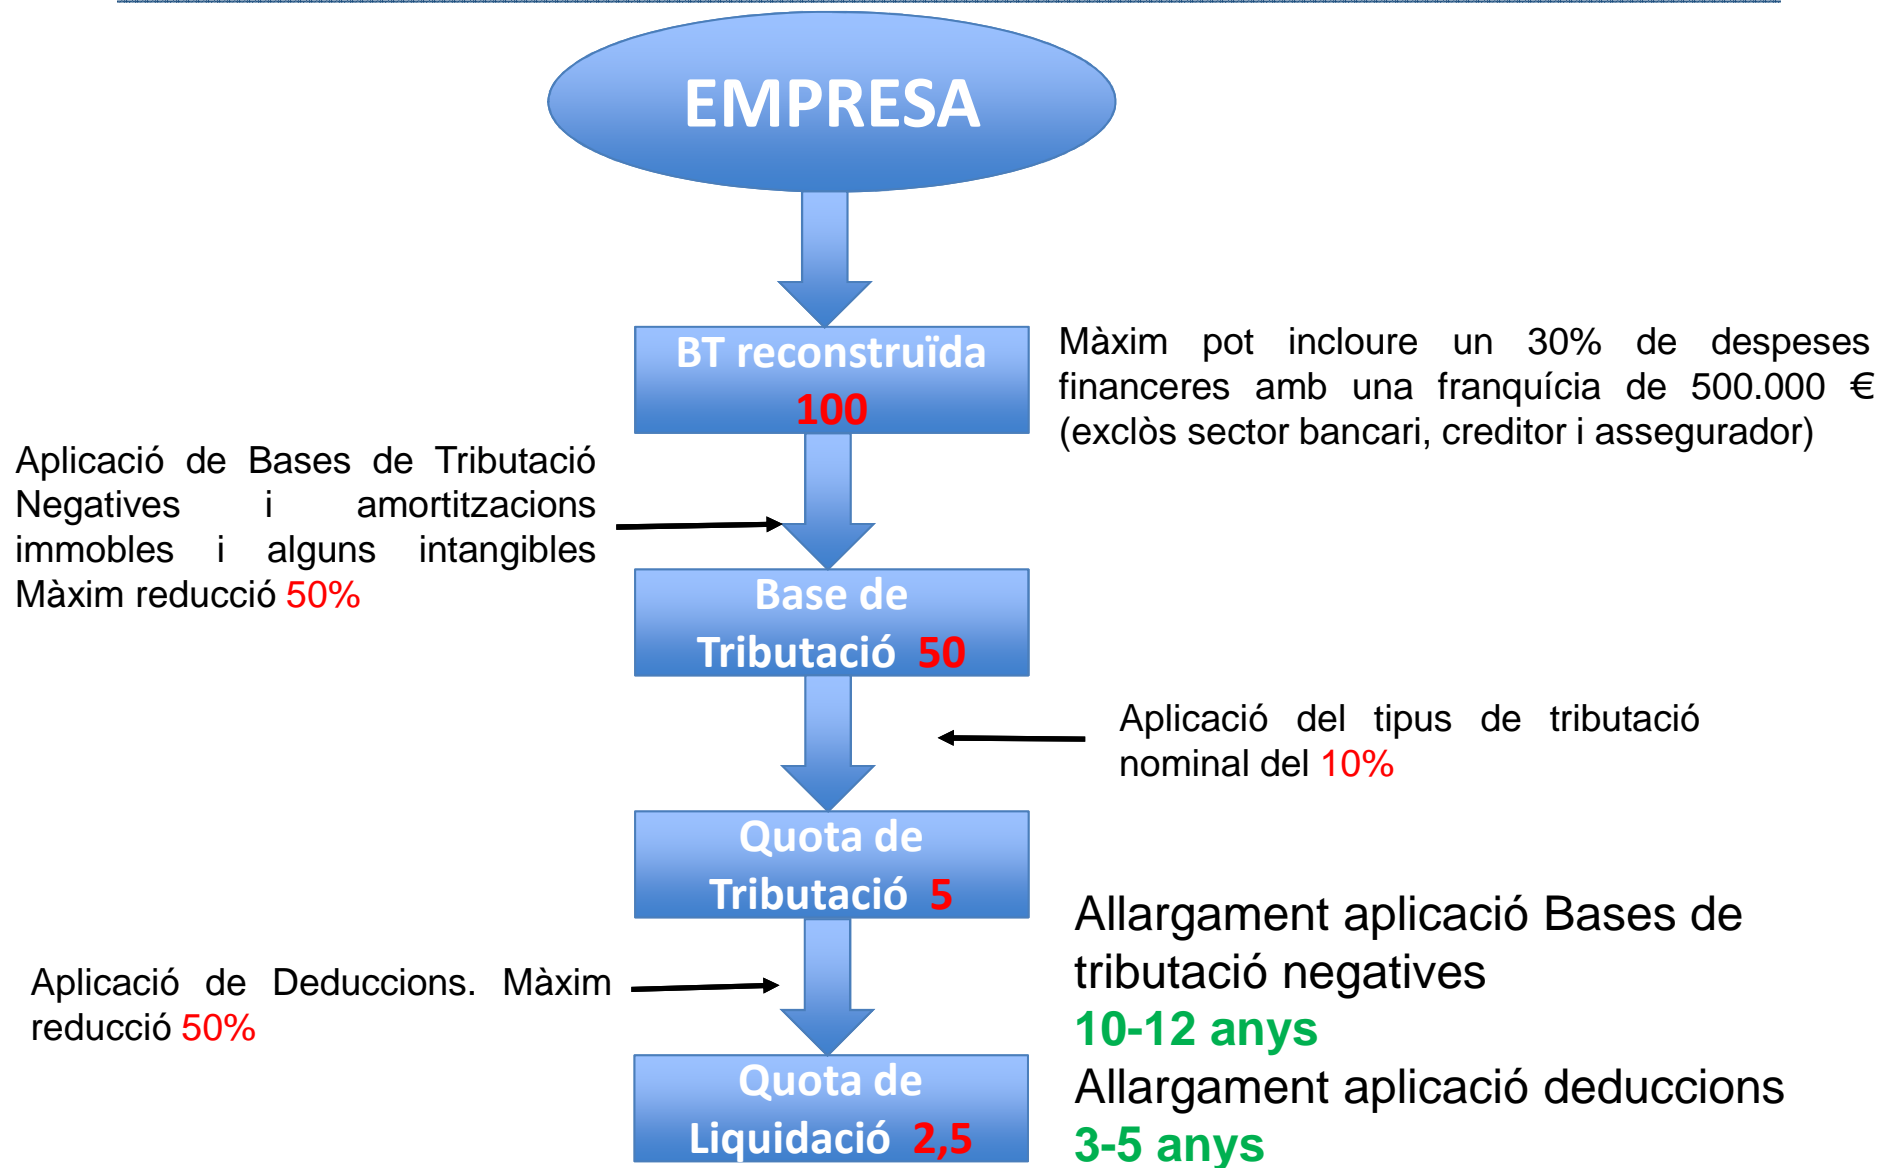 EMPRESA
BT reconstruïda
100
Màxim pot incloure un 30% de despeses
financeres amb una franquícia de 500.000 €
(exclòs sector bancari, creditor i assegurador)
Aplicació de Bases de Tributació
Negatives i amortitzacions
immobles i alguns intangibles
Màxim reducció 50%
Base de
Tributació 50
Aplicació del tipus de tributació
nominal del 10%
Quota de
Tributació 5
Aplicació de Deduccions. Màxim
reducció 50%
Quota de
Liquidació 2,5
Allargament aplicació Bases de
tributació negatives
10-12 anys
Allargament aplicació deduccions
3-5 anys